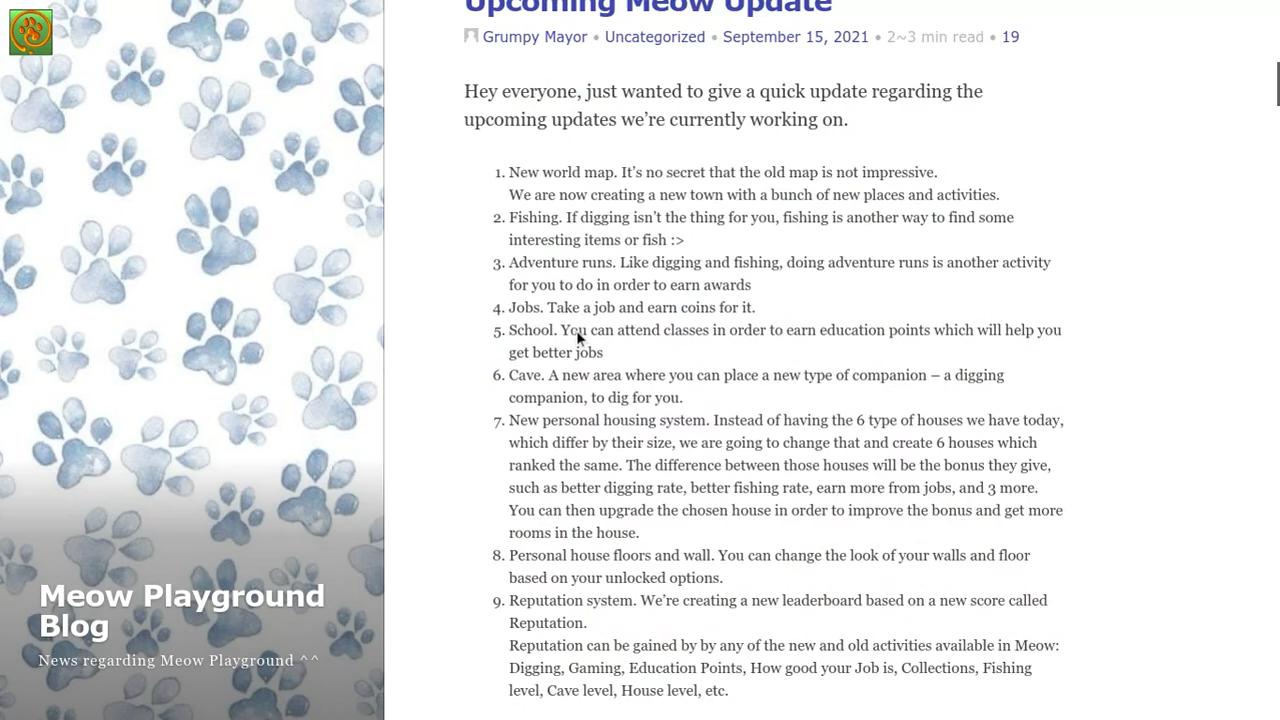 Upcoming Meow Update
Grumpy Mayor • Uncategorized • September 15, 2021 • 2~3 min read • 19
Hey everyone, just wanted to give a quick update regarding the
upcoming updates we’re currently working on.
1. New world map. It’s no secret that the old map is not impressive.
We are now creating a new town with a bunch of new places and activities.
2. Fishing. If digging isn’t the thing for you, fishing is another way to find some
interesting items or fish :>
3. Adventure runs. Like digging and fishing, doing adventure runs is another activity
for you to do in order to earn awards
4. Jobs. Take a job and earn coins for it.
5. School. You can attend classes in order to earn education points which will help you
get better jobs
6. Cave. A new area where you can place a new type of companion – a digging
companion, to dig for you.
7. New personal housing system. Instead of having the 6 type of houses we have today,
which differ by their size, we are going to change that and create 6 houses which
ranked the same. The difference between those houses will be the bonus they give,
such as better digging rate, better fishing rate, earn more from jobs, and 3 more.
You can then upgrade the chosen house in order to improve the bonus and get more
rooms in the house.
8. Personal house floors and wall. You can change the look of your walls and floor
based on your unlocked options.
9. Reputation system. We’re creating a new leaderboard based on a new score called
Reputation.
Reputation can be gained by by any of the new and old activities available in Meow:
Digging, Gaming, Education Points, How good your Job is, Collections, Fishing
level, Cave level, House level, etc.
Meow Playground
Blog
News regarding Meow Playground ^^